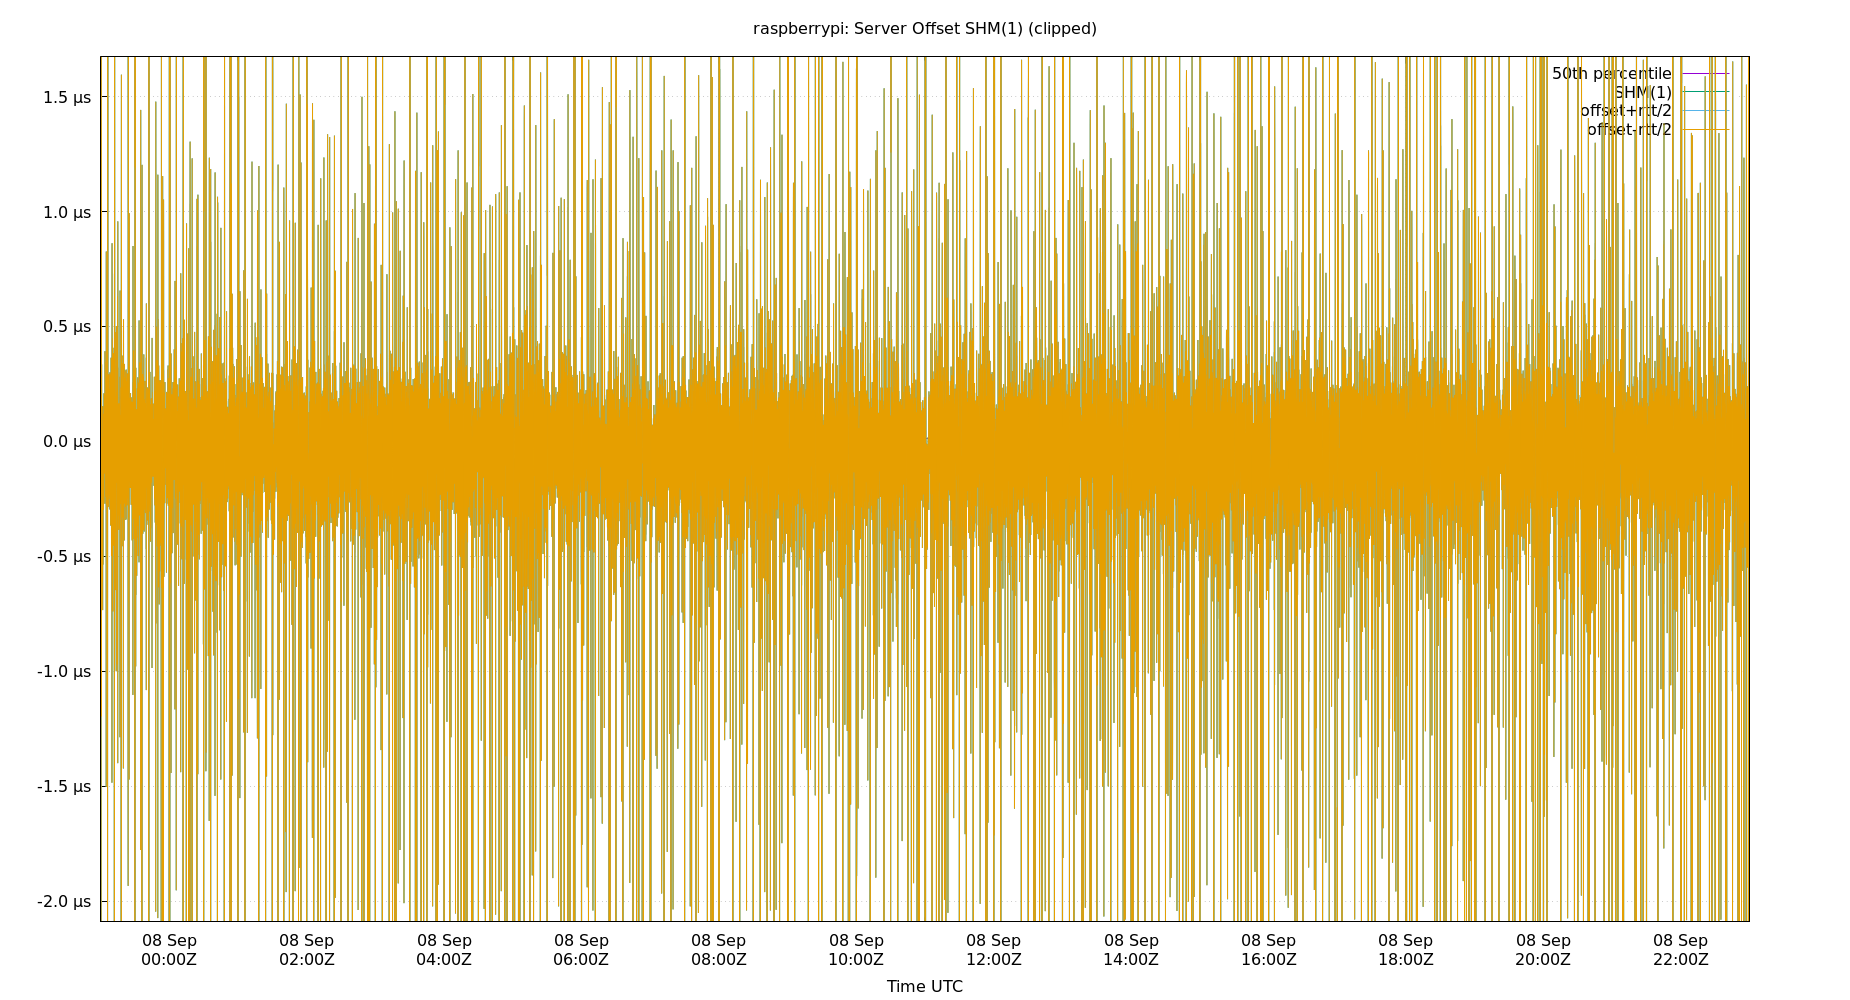 raspberrypi: Server Offset SHM(1) (clipped)
50th percentile
SHM(1)
offset+rtt/2
offset-rtt/2
1.5 µs
1.0 µs
0.5 µs
0.0 µs
-0.5 µs
-1.0 µs
-1.5 µs
-2.0 µs
08 Sep 08 Sep 08 Sep 08 Sep 08 Sep 08 Sep 08 Sep 08 Sep 08 Sep 08 Sep 08 Sep 08 Sep
00:00Z 02:00Z 04:00Z 06:00Z 08:00Z 10:00Z 12:00Z 14:00Z 16:00Z 18:00Z 20:00Z 22:00Z
Time UTC